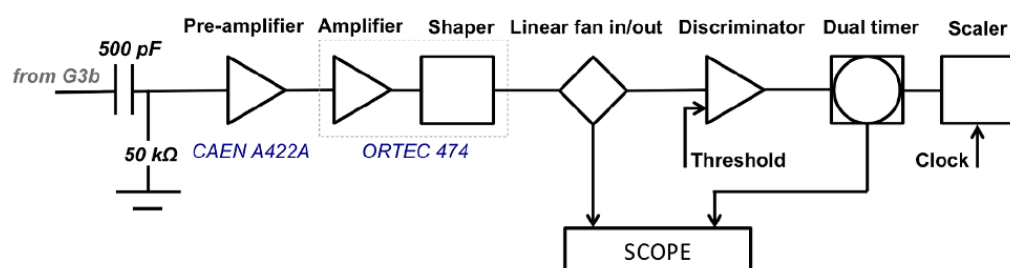 Pre-amplifier Amplifier Shaper Linear fan in/out Discriminator Dual timer Scaler
500 pF
from G3b
50 kΩ
CAEN A422A ORTEC 474
Threshold
Clock
SCOPE